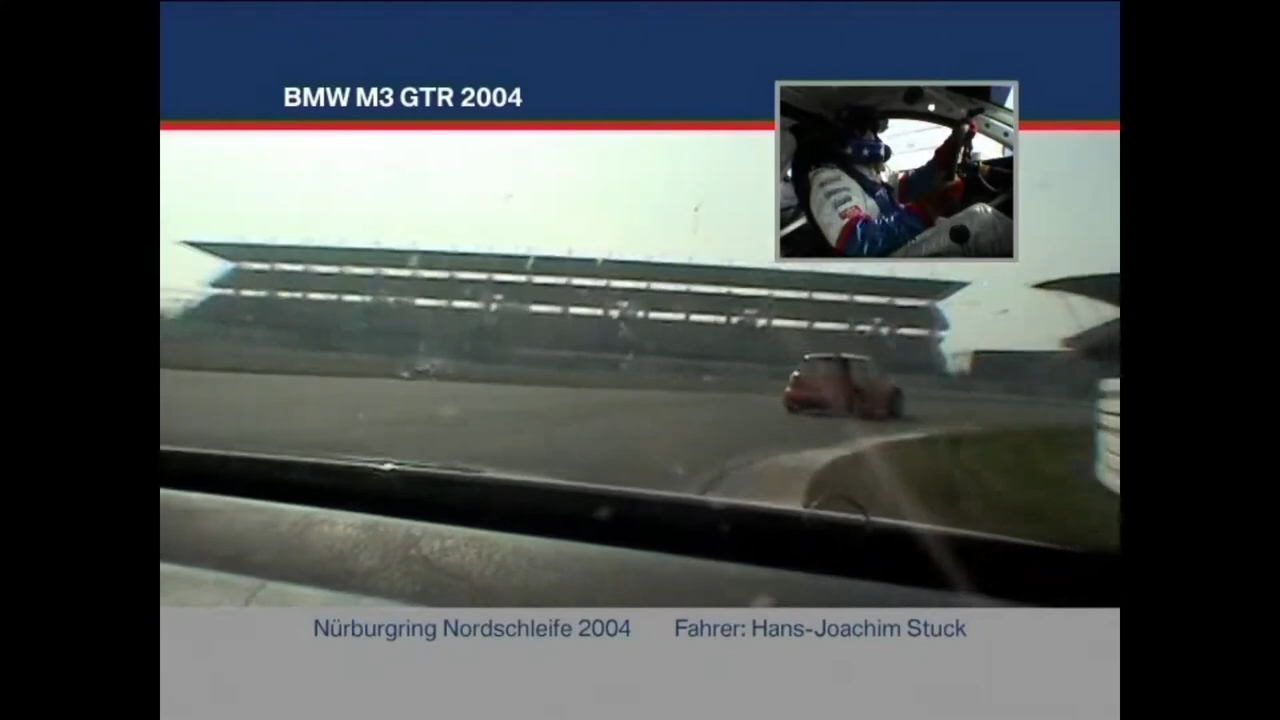 BMW M3 GTR 2004
Nürburgring Nordschleife 2004 Fahrer: Hans-Joachim Stuck